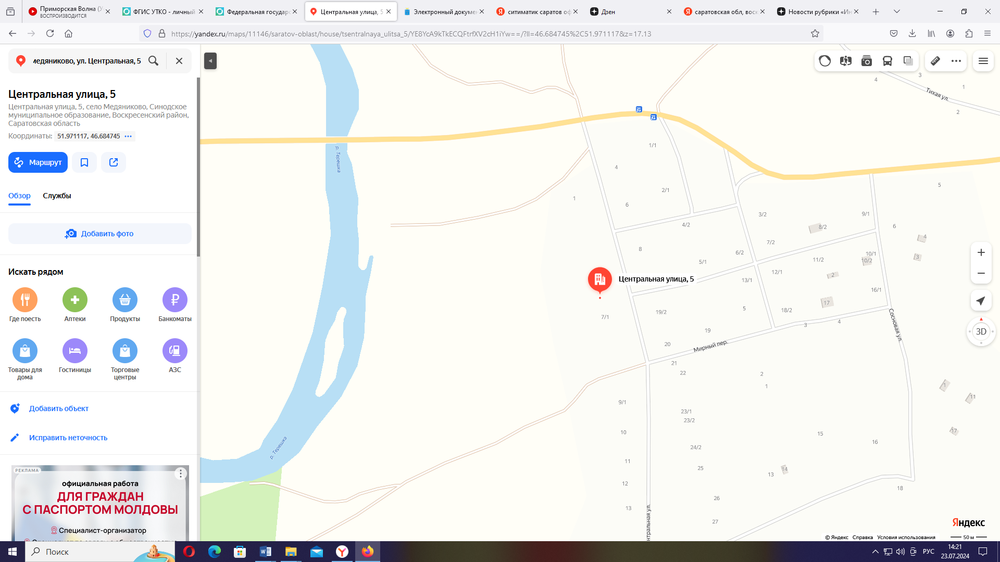 Приморская Волна (У
ВОСПРОИЗВОДИТСЯ
ФГИС УТКО - личный
Федеральная государс
Центральная улица, 5
Электронный докумен
ситиматик саратов оф
Дзен
саратовская обл, воск
Новости рубрики «Ин
https://yandex.ru/maps/11146/saratov-oblast/house/tsentralnaya_ulitsa_5/YE8YcA9kTkECQFtrfXV2cH1iYw==/?ll=46.684745%2C51.971117&z=17.13
медяниково, ул. Центральная, 5
Центральная улица, 5
Центральная улица, 5, село Медяниково, Синодское
муниципальное образование, Воскресенский район,
Саратовская область
Координаты: 51.971117, 46.684745
Маршрут
Обзор
Службы
Добавить фото
Искать рядом
Где поесть
Аптеки
Продукты
Банкоматы
Товары для
дома
Гостиницы
Торговые
центры
АЗС
Добавить объект
Исправить неточность
РЕКЛАМА
официальная работа
ДЛЯ ГРАЖДАН
С ПАСПОРТОМ МОЛДОВЫ
Специалист-организатор
р. Терешка
р. Терешка
3
4
1
Тихая ул.
2
1/1
4
5
2/1
1
6
3/2
9/1
4/2
8/2
6
4
7/2
8
6/2
10/1
3
5/1
11/2
10/2
12/1
2
Центральная улица, 5
13/1
16/1
17
5
18/2
19/2
7/1
Сосновая ул.
3
4
19
3D
20
Мирный пер.
21
22
2
1
1
11
9/1
23/1
23/2
10
15
17
16
24/2
11
25
14
13
12
18
26
13
27
нтральная ул.
Яндекс
© Яндекс Справка Условия использования
50 м
Поиск
РУС
14:21
23.07.2024